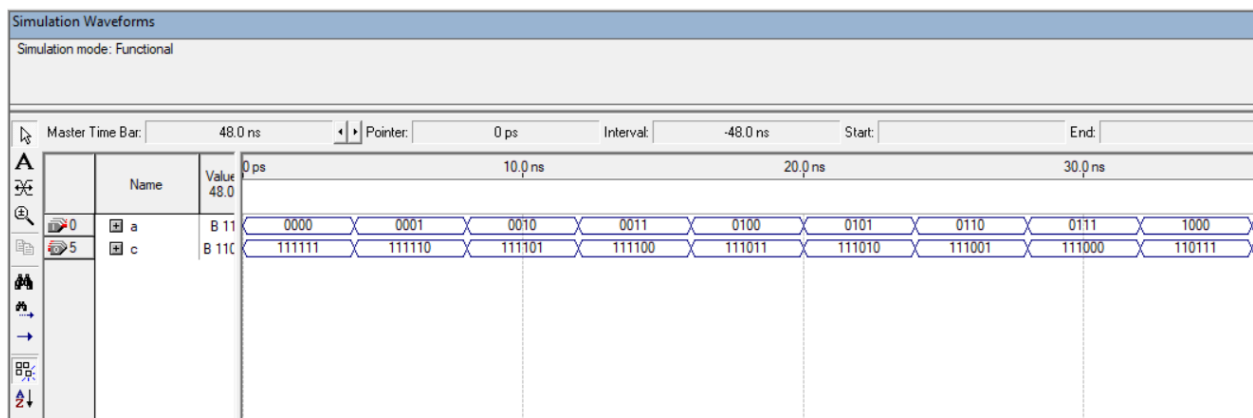 Simulation Waveforms
Simulation mode: Functional
Master Time Bar: 48.0 ns Pointer: 0 ps Interval: -48.0 ns Start: End:
Name Value 48.0 0 ps 10.0 ns 20.0 ns 30.0 ns
0 a B 11 0000 0001 0010 0011 0100 0101 0110 0111 1000
5 c B 110 111111 111110 111101 111100 111011 111010 111001 111000 110111